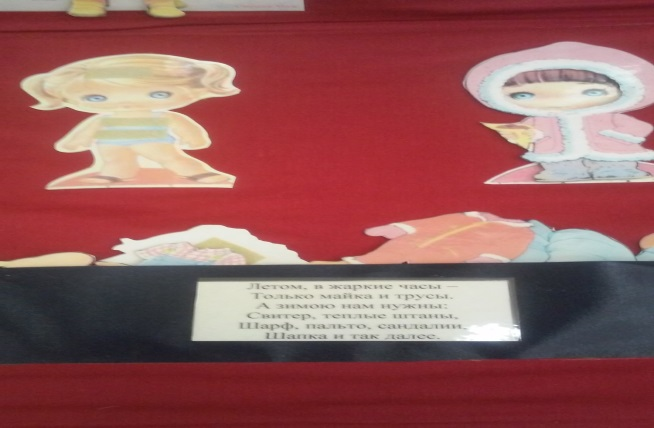 Летом, в жаркие часы –
Только майка и трусы.
А зимою нам нужны:
Свитер, теплые штаны,
Шарф, пальто, сандалии,
Шапка и так далее.